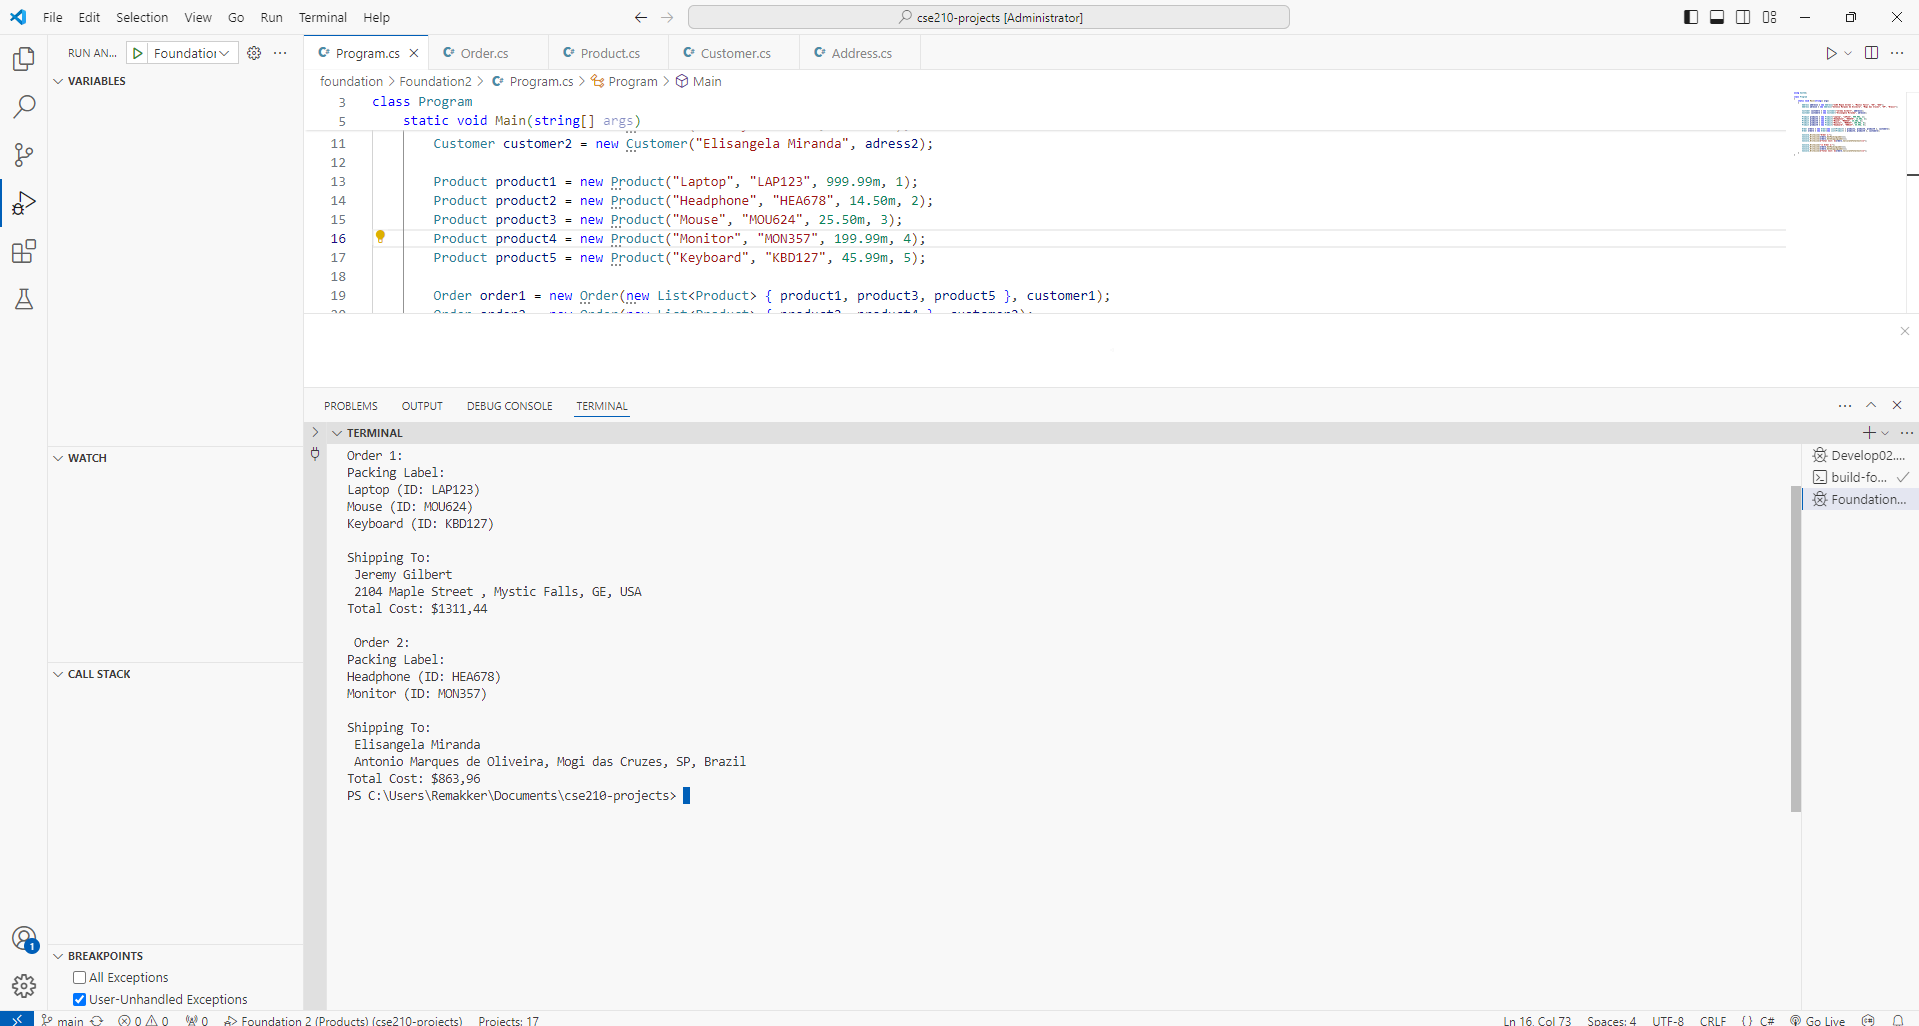 File Edit Selection View Go Run Terminal Help
cse210-projects [Administrator]
RUN AN... Foundation
Program.cs Order.cs Product.cs Customer.cs Address.cs
VARIABLES
foundation > Foundation2 > Program.cs > Program > Main
3 class Program
5 static void Main(string[] args)
11 Customer customer2 = new Customer("Elisangela Miranda", adress2);
12
13 Product product1 = new Product("Laptop", "LAP123", 999.99m, 1);
14 Product product2 = new Product("Headphone", "HEA678", 14.50m, 2);
15 Product product3 = new Product("Mouse", "MOU624", 25.50m, 3);
16 Product product4 = new Product("Monitor", "MON357", 199.99m, 4);
17 Product product5 = new Product("Keyboard", "KBD127", 45.99m, 5);
18
19 Order order1 = new Order(new List<Product> { product1, product3, product5 }, customer1);
PROBLEMS OUTPUT DEBUG CONSOLE TERMINAL
TERMINAL
Order 1:
Packing Label:
Laptop (ID: LAP123)
Mouse (ID: MOU624)
Keyboard (ID: KBD127)
Shipping To:
Jeremy Gilbert
2104 Maple Street , Mystic Falls, GE, USA
Total Cost: $1311,44
Order 2:
Packing Label:
Headphone (ID: HEA678)
Monitor (ID: MON357)
Shipping To:
Elisangela Miranda
Antonio Marques de Oliveira, Mogi das Cruzes, SP, Brazil
Total Cost: $863,96
PS C:\Users\Remakker\Documents\cse210-projects>
Develop02....
build-fo...
Foundation...
WATCH
CALL STACK
BREAKPOINTS
All Exceptions
User-Unhandled Exceptions
1
main 0 0 0 Foundation 2 (Products) (cse210-projects) Projects: 17
Ln 16, Col 73 Spaces: 4 UTF-8 CRLF { } C# Go Live